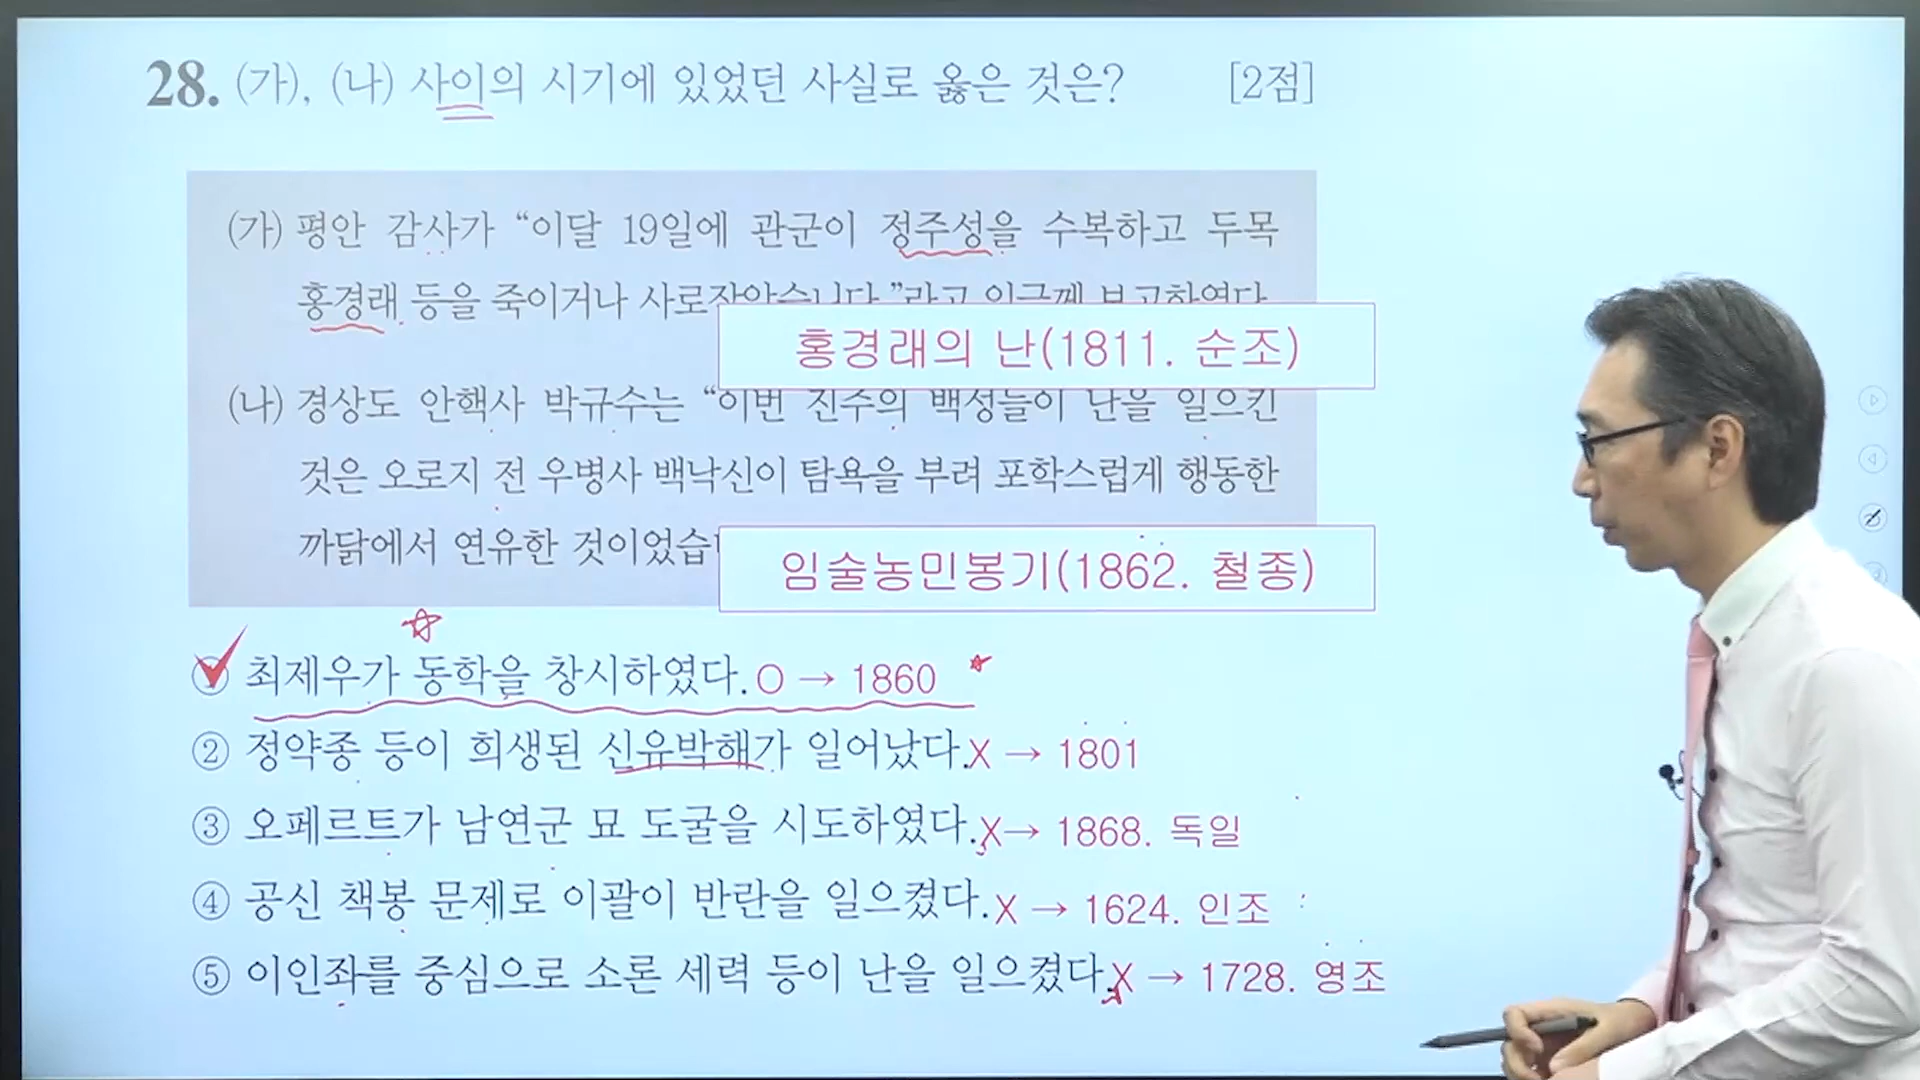 28. (가), (나) 사이의 시기에 있었던 사실로 옳은 것은? [2점]
(가) 평안 감사가 “이달 19일에 관군이 정주성을 수복하고 두목
홍경래 등을 죽이거나 사로잡았습니다.”라고 임금께 보고하였다.
홍경래의 난(1811. 순조)
(나) 경상도 안핵사 박규수는 “이번 진주의 백성들이 난을 일으킨
것은 오로지 전 우병사 백낙신이 탐욕을 부려 포학스럽게 행동한
까닭에서 연유한 것이었습
임술농민봉기(1862. 철종)
① 최제우가 동학을 창시하였다. O → 1860
② 정약종 등이 희생된 신유박해가 일어났다. X → 1801
③ 오페르트가 남연군 묘 도굴을 시도하였다. X → 1868. 독일
④ 공신 책봉 문제로 이괄이 반란을 일으켰다. X → 1624. 인조
⑤ 이인좌를 중심으로 소론 세력 등이 난을 일으켰다. X → 1728. 영조